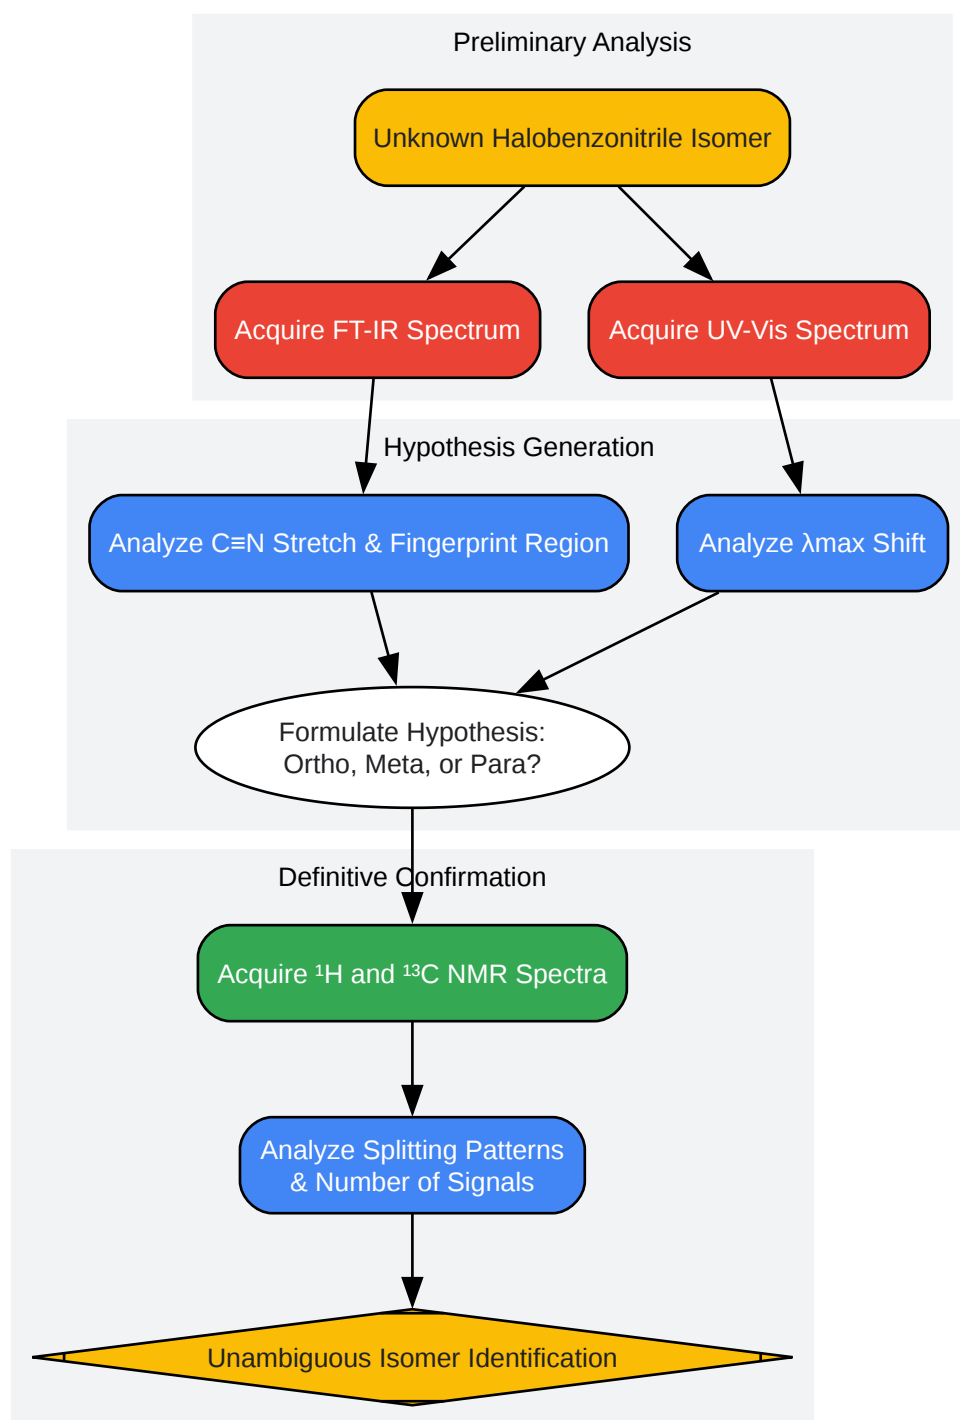 Preliminary Analysis
Unknown Halobenzonitrile Isomer
Acquire FT-IR Spectrum
Acquire UV-Vis Spectrum
Hypothesis Generation
Analyze C≡N Stretch & Fingerprint Region
Analyze λmax Shift
Formulate Hypothesis:
Ortho, Meta, or Para?
Definitive Confirmation
Acquire ¹H and ¹³C NMR Spectra
Analyze Splitting Patterns
& Number of Signals
Unambiguous Isomer Identification